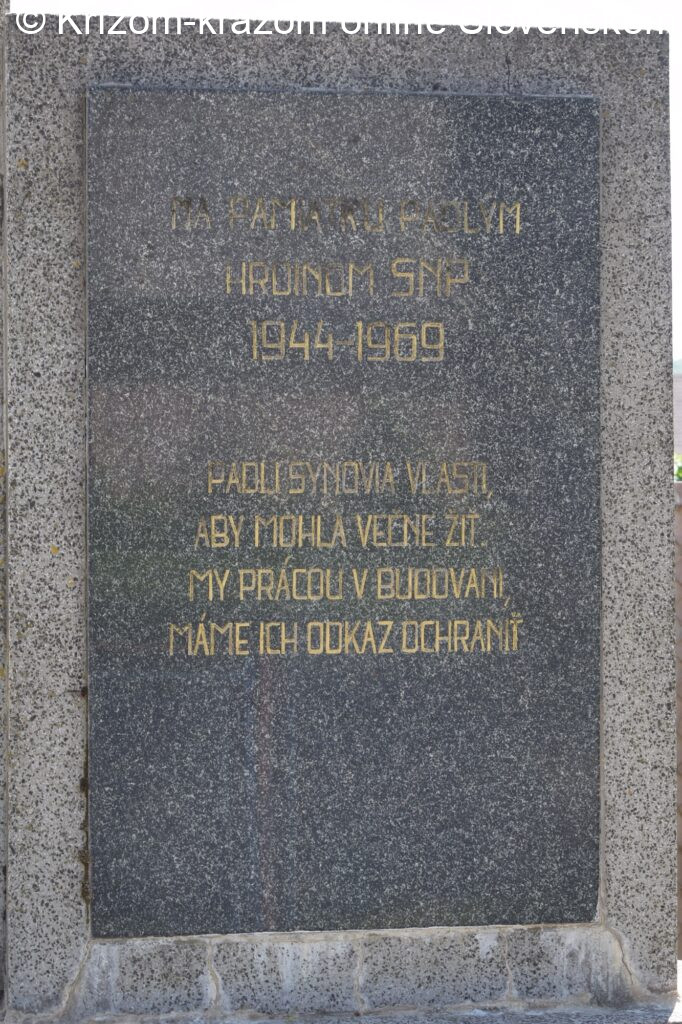 © Krížom-krážom online Slovenskom
NA PAMIATKU PADLÝM
HRDINOM SNP
1944-1969
PADLI SYNOVIA VLASTI,
ABY MOHLA VEČNE ŽIŤ.
MY PRÁCOU V BUDOVANÍ,
MÁME ICH ODKAZ OCHRANIŤ